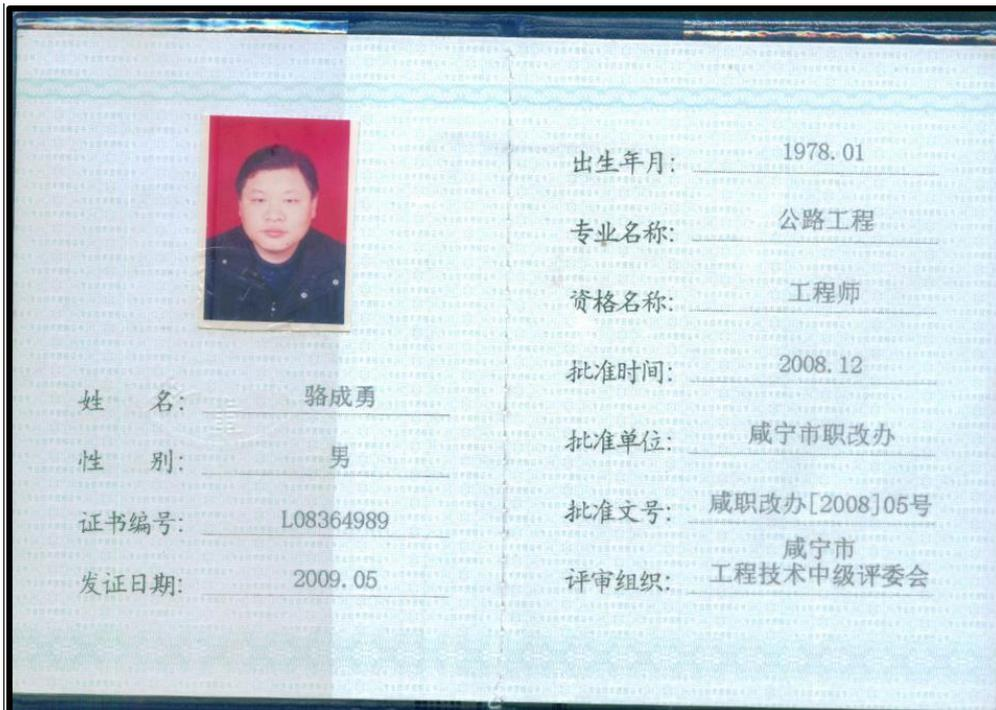 姓 名: 骆成勇
性 别: 男
证书编号: L08364989
发证日期: 2009.05
出生年月: 1978.01
专业名称: 公路工程
资格名称: 工程师
批准时间: 2008.12
批准单位: 咸宁市职改办
批准文号: 咸职改办[2008]05号
咸宁市
评审组织: 工程技术中级评委会